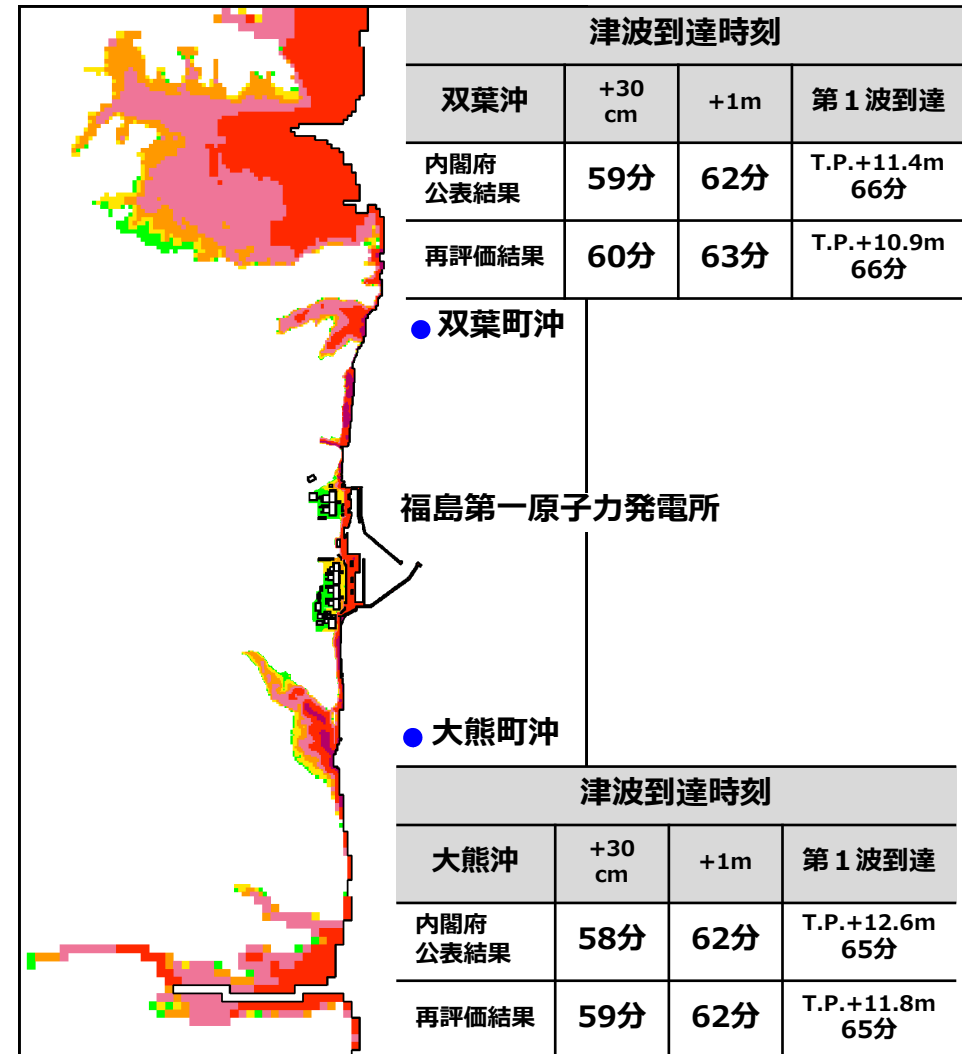 津波到達時刻
双葉沖 +30 cm +1m 第１波到達
内閣府 公表結果 59分 62分 T.P.+11.4m 66分
再評価結果 60分 63分 T.P.+10.9m 66分
双葉町沖
福島第一原子力発電所
大熊町沖
津波到達時刻
大熊沖 +30 cm +1m 第１波到達
内閣府 公表結果 58分 62分 T.P.+12.6m 65分
再評価結果 59分 62分 T.P.+11.8m 65分